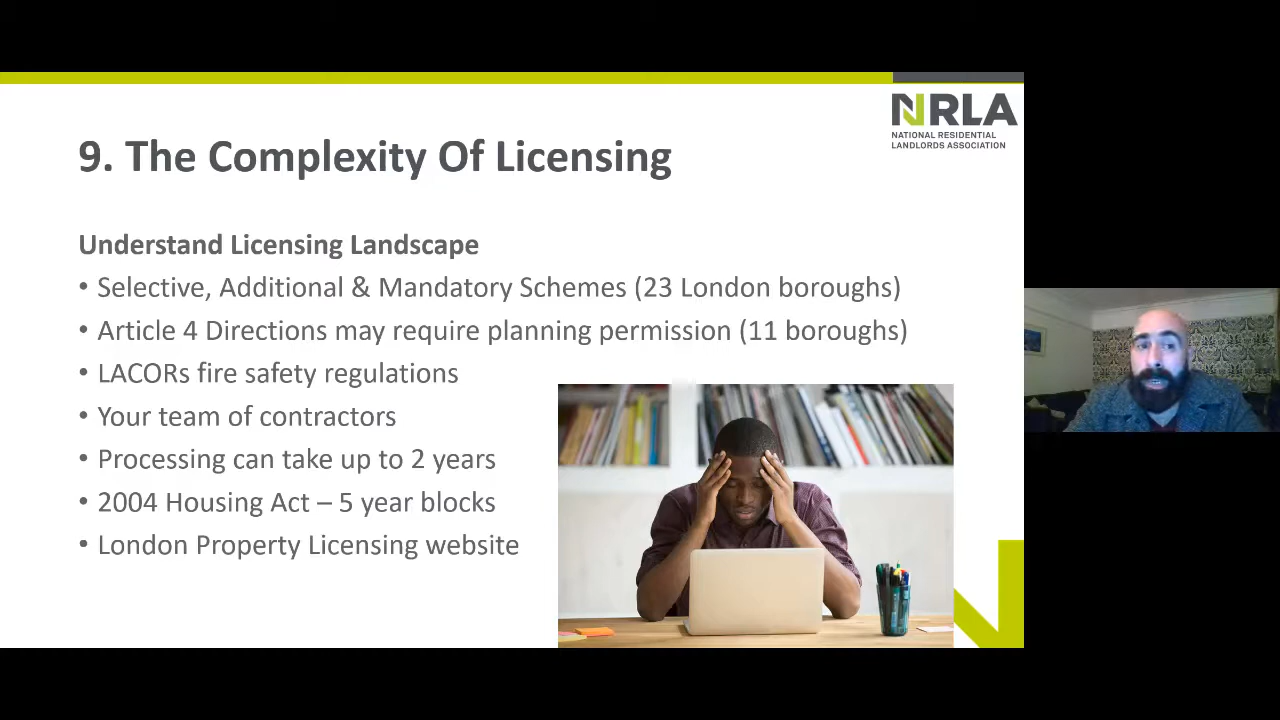 NRLA
NATIONAL RESIDENTIAL
LANDLORDS ASSOCIATION
9. The Complexity Of Licensing
Understand Licensing Landscape
• Selective, Additional & Mandatory Schemes (23 London boroughs)
• Article 4 Directions may require planning permission (11 boroughs)
• LACORs fire safety regulations
• Your team of contractors
• Processing can take up to 2 years
• 2004 Housing Act – 5 year blocks
• London Property Licensing website